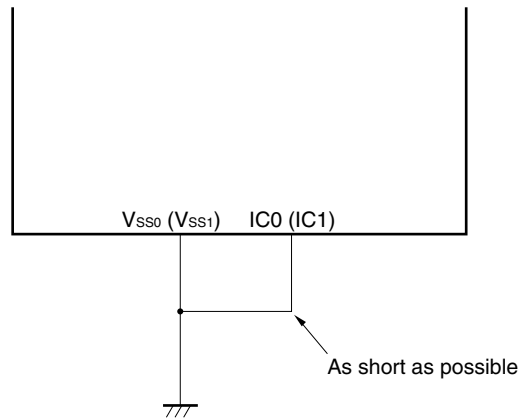 VSS0 (VSS1) IC0 (IC1)
As short as possible